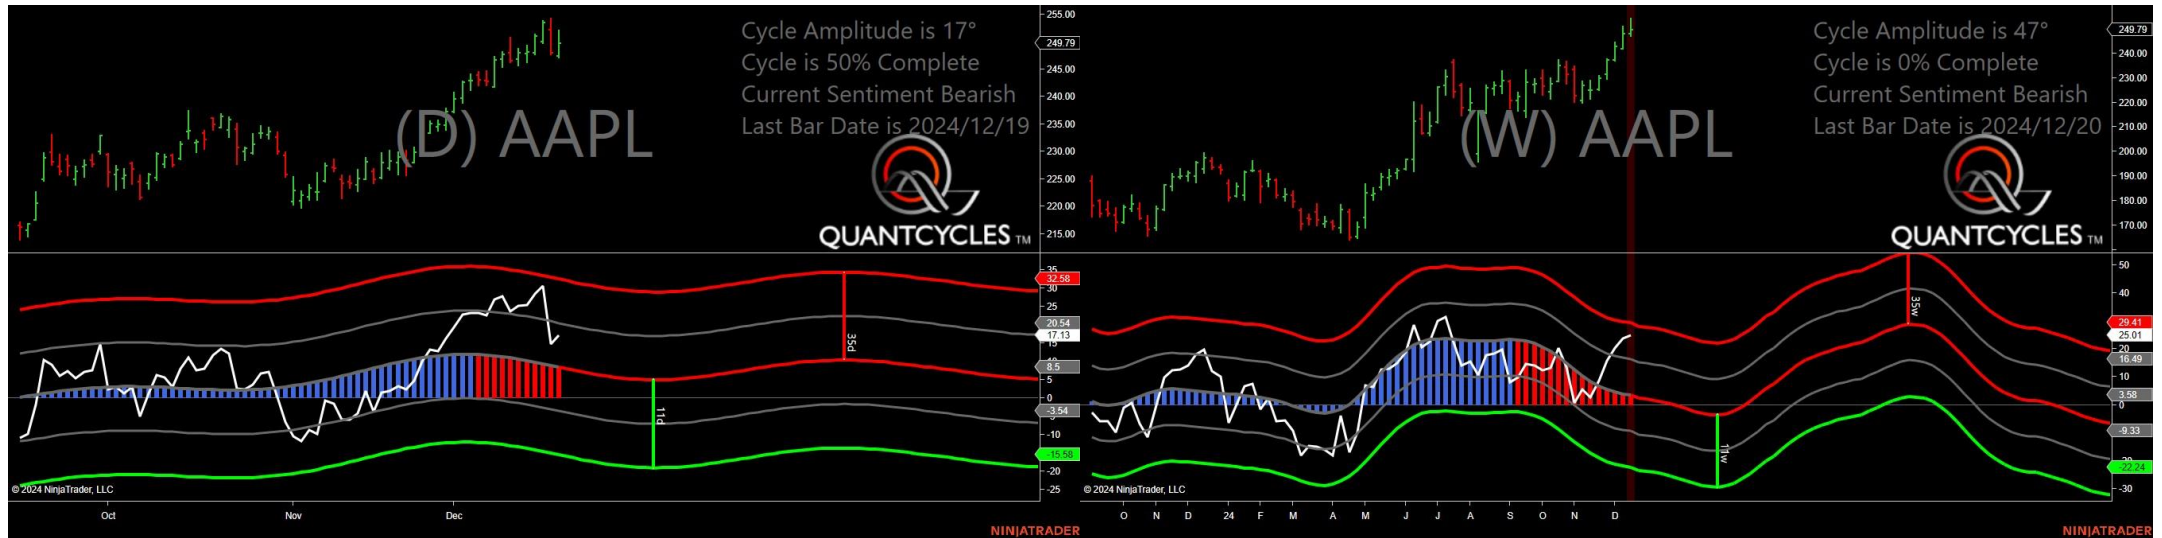 Cycle Amplitude is 17°
Cycle is 50% Complete
Current Sentiment Bearish
Last Bar Date is 2024/12/19
(D) AAPL
QUANTCYCLES TM
255.00
249.79
245.00
240.00
235.00
230.00
225.00
220.00
215.00
35
32.58
30
25
20.54
17.13
15
10
8.5
5
0
-3.54
-10
-15.58
-20
-25
35d
11d
© 2024 NinjaTrader, LLC
Oct Nov Dec
NINJATRADER
Cycle Amplitude is 47°
Cycle is 0% Complete
Current Sentiment Bearish
Last Bar Date is 2024/12/20
(W) AAPL
QUANTCYCLES TM
249.79
240.00
230.00
220.00
210.00
200.00
190.00
180.00
170.00
50
40
29.41
25.01
20
16.49
10
3.58
0
-9.33
-22.24
-30
35w
11w
© 2024 NinjaTrader, LLC
O N D 24 F M A M J J A S O N D
NINJATRADER